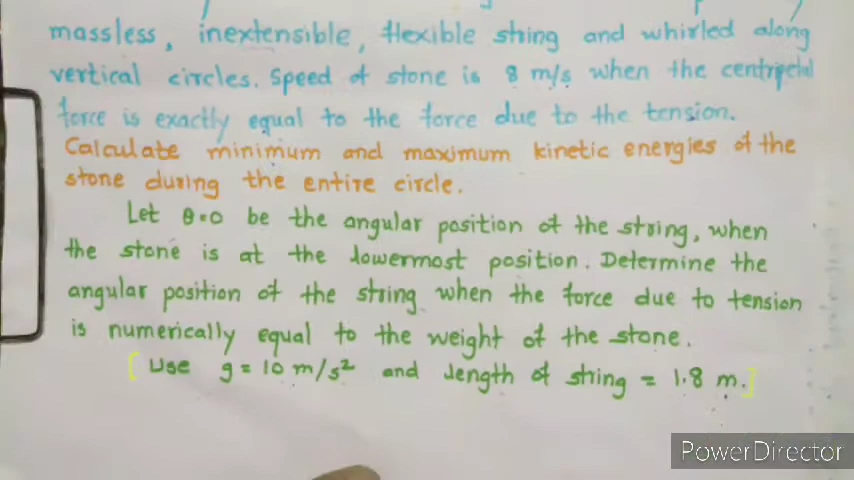 massless, inextensible, flexible string and whirled along
vertical circles. Speed of stone is 8 m/s when the centripetal
force is exactly equal to the force due to the tension.
Calculate minimum and maximum kinetic energies of the
stone during the entire circle.
Let θ=0 be the angular position of the string, when
the stone is at the lowermost position. Determine the
angular position of the string when the force due to tension
is numerically equal to the weight of the stone.
[Use g = 10 m/s² and length of string = 1.8 m.]
PowerDirector